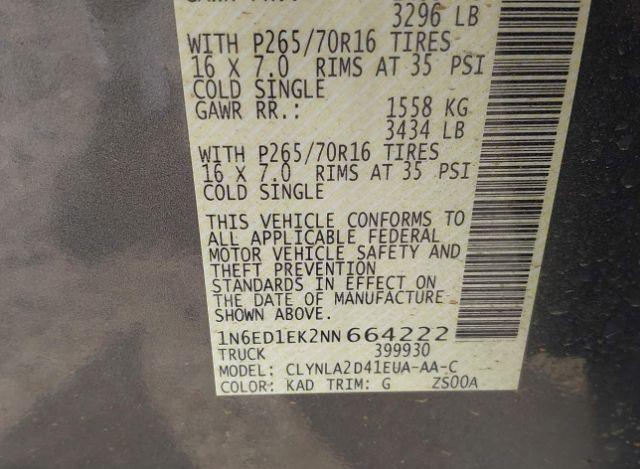 3296 LB
WITH P265/70R16 TIRES
16 X 7.0 RIMS AT 35 PSI
COLD SINGLE
GAWR RR.: 1558 KG
3434 LB
WITH P265/70R16 TIRES
16 X 7.0 RIMS AT 35 PSI
COLD SINGLE
THIS VEHICLE CONFORMS TO
ALL APPLICABLE FEDERAL
MOTOR VEHICLE SAFETY AND
THEFT PREVENTION
STANDARDS IN EFFECT ON
THE DATE OF MANUFACTURE
SHOWN ABOVE.
1N6ED1EK2NN664222
TRUCK 399930
MODEL: CLYNLA2D41EUA-AA-C
COLOR: KAD TRIM: G ZS00A